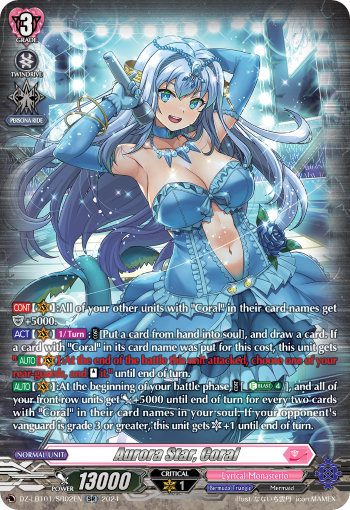 3
GRADE
TWINDRIVE
PERSONA RIDE
CONT :All of your other units with "Coral" in their card names get
+5000.
ACT 1/Turn : [Put a card from hand into soul], and draw a card. If
a card with "Coral" in its card name was put for this cost, this unit gets
AUTO :At the end of the battle this unit attacked, choose one of your
rear-guards, and it." until end of turn.
AUTO :At the beginning of your battle phase, [ BLAST 4 ], and all of
your front row units get +5000 until end of turn for every two cards
with "Coral" in their card names in your soul. If your opponent's
vanguard is grade 3 or greater, this unit gets +1 until end of turn.
NORMAL UNIT
Aurora Star, Coral
POWER 13000
CRITICAL
1
Lyrical Monasterio
Bermuda Triangle
Mermaid
2024